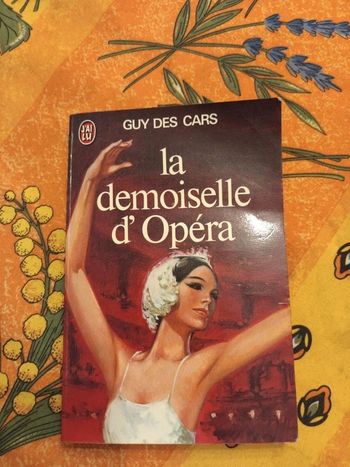 J'AI
LU
GUY DES CARS
la
demoiselle
d'Opéra